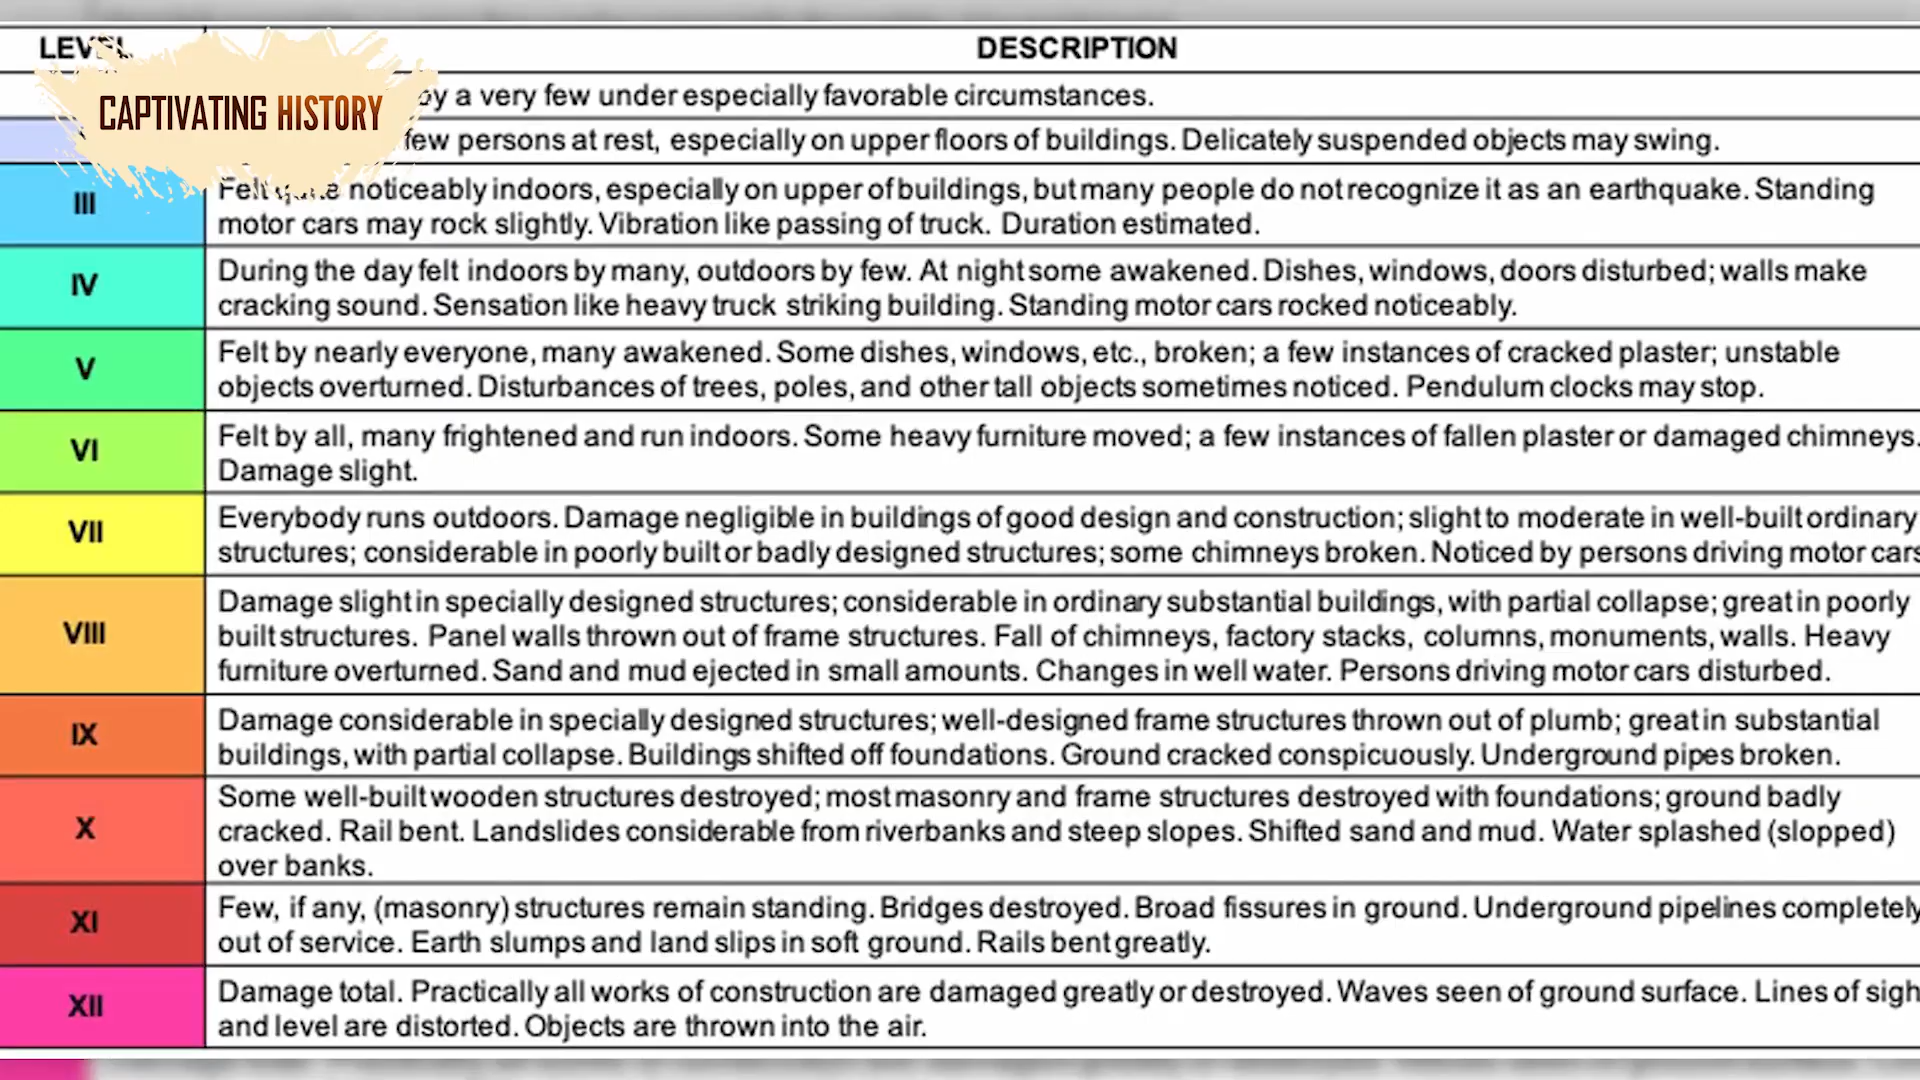 LEVEL
DESCRIPTION
CAPTIVATING HISTORY
by a very few under especially favorable circumstances.
few persons at rest, especially on upper floors of buildings. Delicately suspended objects may swing.
III
Felt quite noticeably indoors, especially on upper of buildings, but many people do not recognize it as an earthquake. Standing
motor cars may rock slightly. Vibration like passing of truck. Duration estimated.
IV
During the day felt indoors by many, outdoors by few. At night some awakened. Dishes, windows, doors disturbed; walls make
cracking sound. Sensation like heavy truck striking building. Standing motor cars rocked noticeably.
V
Felt by nearly everyone, many awakened. Some dishes, windows, etc., broken; a few instances of cracked plaster; unstable
objects overturned. Disturbances of trees, poles, and other tall objects sometimes noticed. Pendulum clocks may stop.
VI
Felt by all, many frightened and run indoors. Some heavy furniture moved; a few instances of fallen plaster or damaged chimneys.
Damage slight.
VII
Everybody runs outdoors. Damage negligible in buildings of good design and construction; slight to moderate in well-built ordinary
structures; considerable in poorly built or badly designed structures; some chimneys broken. Noticed by persons driving motor cars
VIII
Damage slight in specially designed structures; considerable in ordinary substantial buildings, with partial collapse; great in poorly
built structures. Panel walls thrown out of frame structures. Fall of chimneys, factory stacks, columns, monuments, walls. Heavy
furniture overturned. Sand and mud ejected in small amounts. Changes in well water. Persons driving motor cars disturbed.
IX
Damage considerable in specially designed structures; well-designed frame structures thrown out of plumb; great in substantial
buildings, with partial collapse. Buildings shifted off foundations. Ground cracked conspicuously. Underground pipes broken.
X
Some well-built wooden structures destroyed; most masonry and frame structures destroyed with foundations; ground badly
cracked. Rail bent. Landslides considerable from riverbanks and steep slopes. Shifted sand and mud. Water splashed (slopped)
over banks.
XI
Few, if any, (masonry) structures remain standing. Bridges destroyed. Broad fissures in ground. Underground pipelines completely
out of service. Earth slumps and land slips in soft ground. Rails bent greatly.
XII
Damage total. Practically all works of construction are damaged greatly or destroyed. Waves seen of ground surface. Lines of sigh
and level are distorted. Objects are thrown into the air.